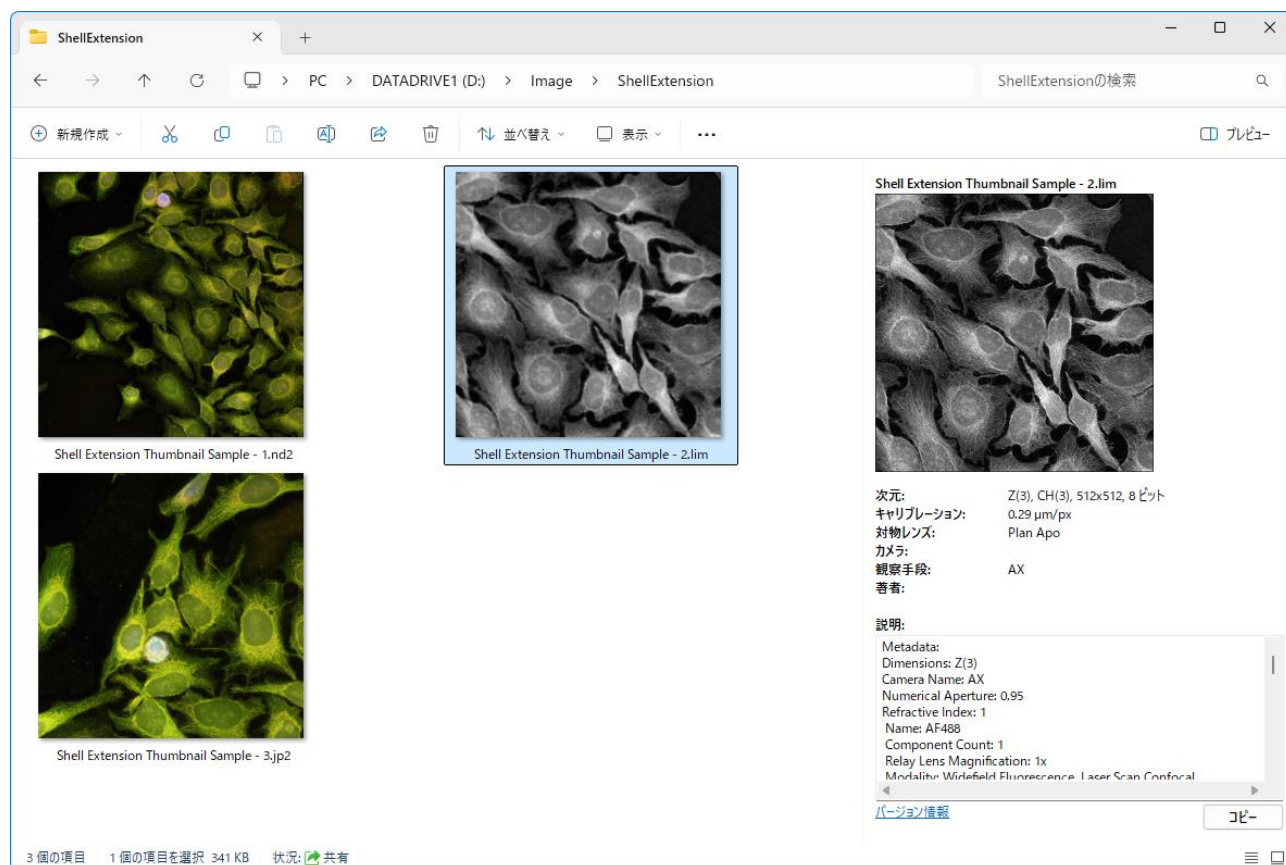 ShellExtension
PC > DATADRIVE1 (D:) > Image > ShellExtension
ShellExtensionの検索
新規作成
並べ替え
表示
プレビュー
Shell Extension Thumbnail Sample - 1.nd2
Shell Extension Thumbnail Sample - 2.lim
Shell Extension Thumbnail Sample - 3.jp2
Shell Extension Thumbnail Sample - 2.lim
次元: Z(3), CH(3), 512x512, 8 ビット
キャリブレーション: 0.29 µm/px
対物レンズ: Plan Apo
カメラ:
観察手段: AX
著者:
説明:
Metadata:
Dimensions: Z(3)
Camera Name: AX
Numerical Aperture: 0.95
Refractive Index: 1
Name: AF488
Component Count: 1
Relay Lens Magnification: 1x
Modality: Widefield Fluorescence, Laser Scan Confocal
バージョン情報
コピー
3 個の項目
1 個の項目を選択 341 KB
状況: 共有